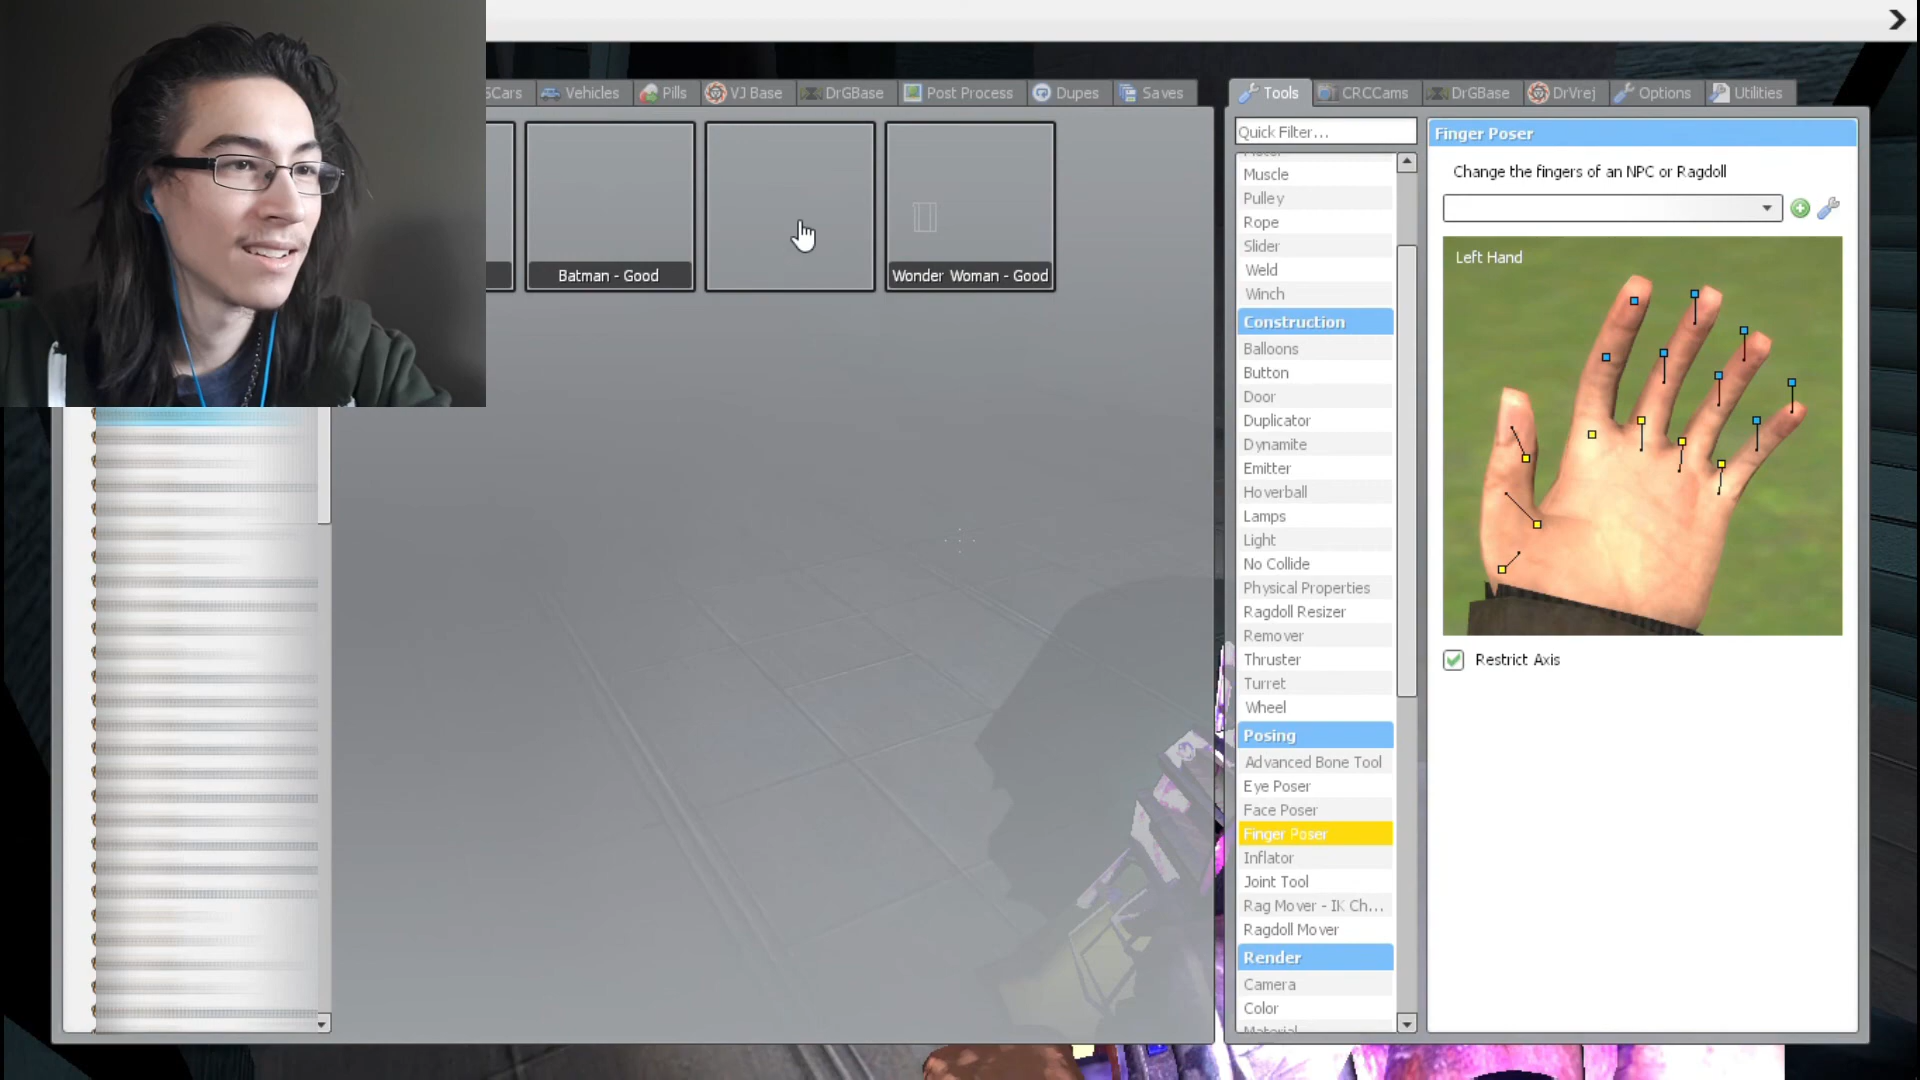 SCars Vehicles Pills VJ Base DrGBase Post Process Dupes Saves
Batman - Good
Wonder Woman - Good
Tools CRCCams DrGBase DrVrej Options Utilities
Quick Filter...
Muscle
Pulley
Rope
Slider
Weld
Winch
Construction
Balloons
Button
Door
Duplicator
Dynamite
Emitter
Hoverball
Lamps
Light
No Collide
Physical Properties
Ragdoll Resizer
Remover
Thruster
Turret
Wheel
Posing
Advanced Bone Tool
Eye Poser
Face Poser
Finger Poser
Inflator
Joint Tool
Rag Mover - IK Ch...
Ragdoll Mover
Render
Camera
Color
Material
Finger Poser
Change the fingers of an NPC or Ragdoll
Left Hand
Restrict Axis